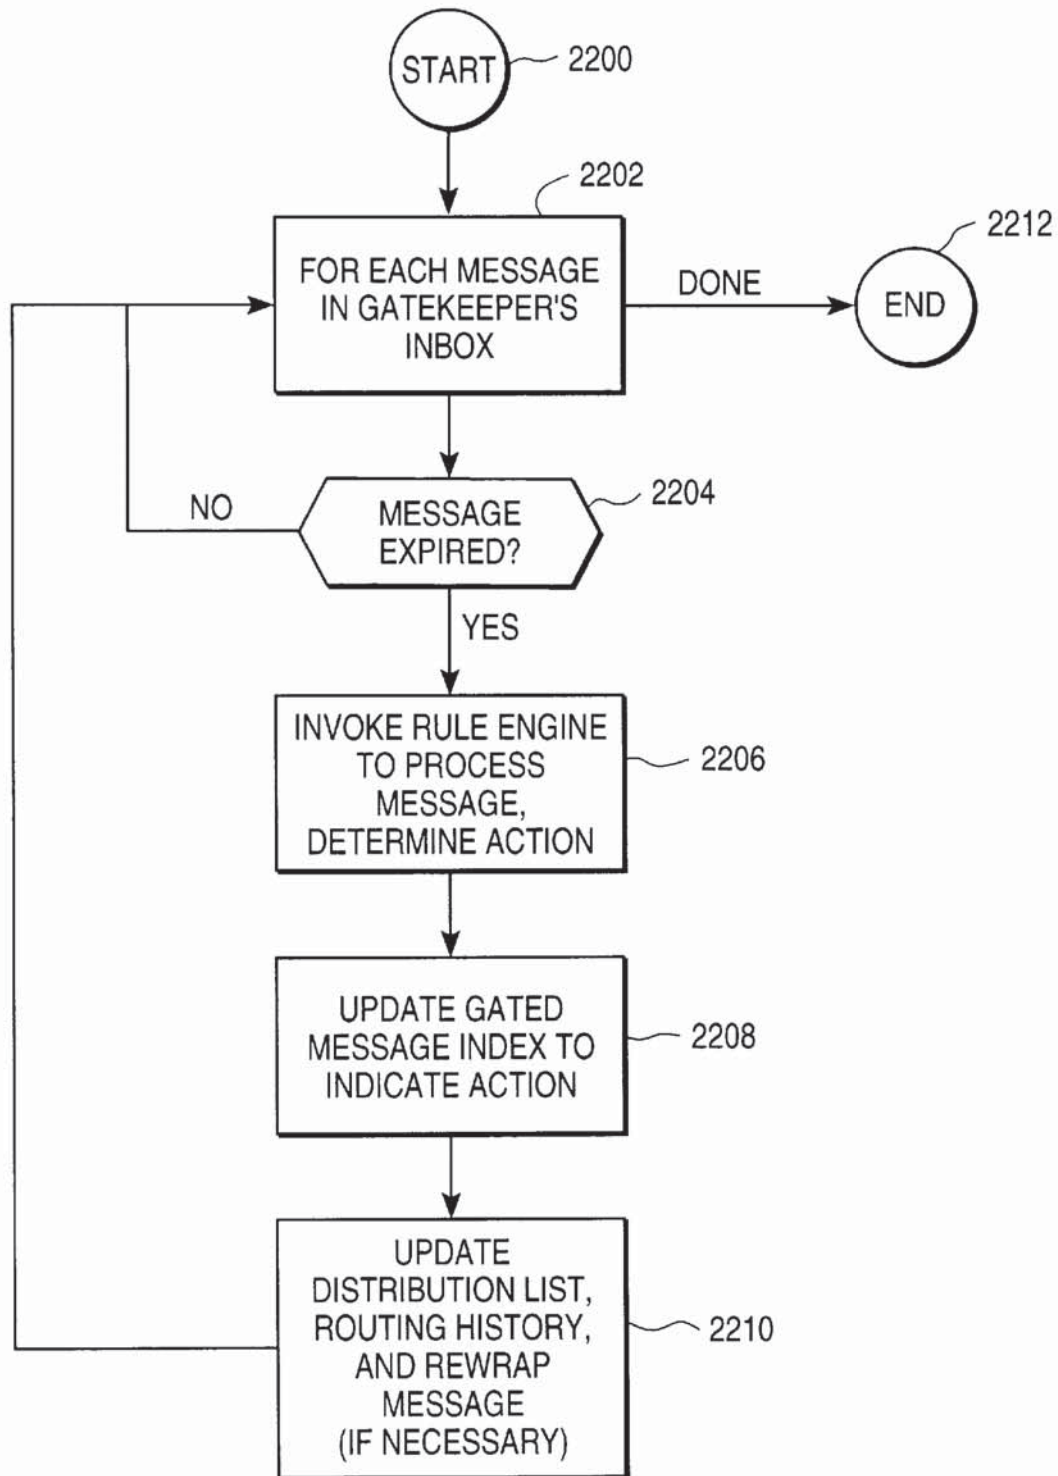 START
2200
2202
FOR EACH MESSAGE
IN GATEKEEPER'S
INBOX
DONE
2212
END
NO
MESSAGE
EXPIRED?
2204
YES
INVOKE RULE ENGINE
TO PROCESS
MESSAGE,
DETERMINE ACTION
2206
UPDATE GATED
MESSAGE INDEX TO
INDICATE ACTION
2208
UPDATE
DISTRIBUTION LIST,
ROUTING HISTORY,
AND REWRAP
MESSAGE
(IF NECESSARY)
2210